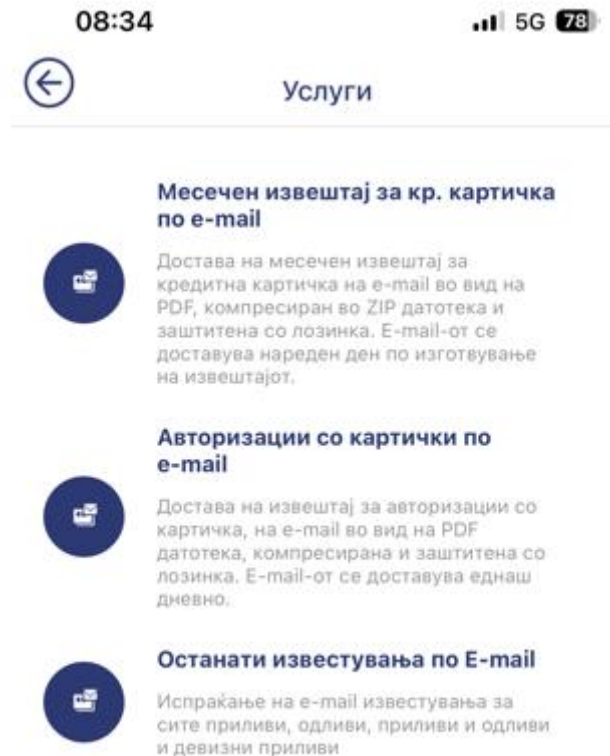 08:34
5G 78
Услуги
Месечен извештај за кр. картичка
по e-mail
Достава на месечен извештај за
кредитна картичка на e-mail во вид на
PDF, компресиран во ZIP датотека и
заштитена со лозинка. E-mail-от се
доставува нареден ден по изготвување
на извештајот.
Авторизации со картички по
e-mail
Достава на извештај за авторизации со
картичка, на e-mail во вид на PDF
датотека, компресирана и заштитена со
лозинка. E-mail-от се доставува еднаш
дневно.
Останати известувања по E-mail
Испраќање на e-mail известувања за
сите приливи, одливи, приливи и одливи
и девизни приливи